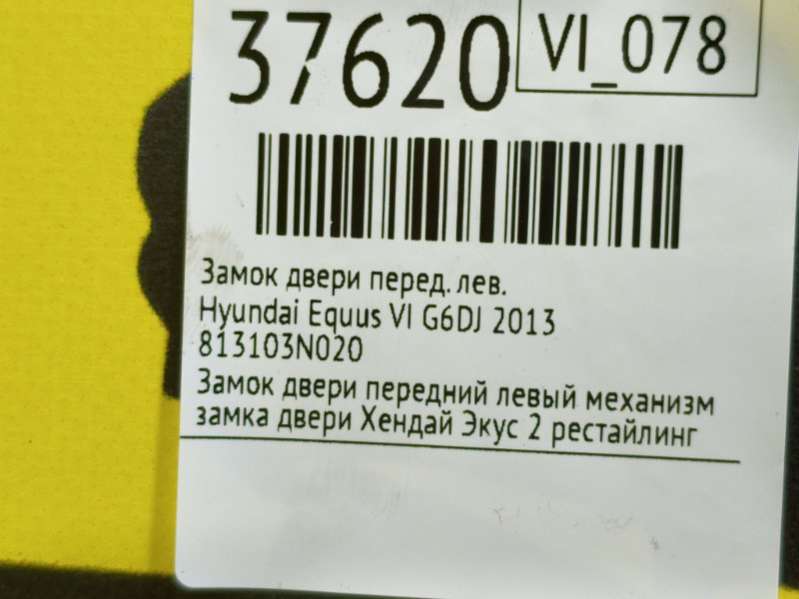 37620
VI_078
Замок двери перед. лев.
Hyundai Equus VI G6DJ 2013
813103N020
Замок двери передний левый механизм
замка двери Хендай Экус 2 рестайлинг